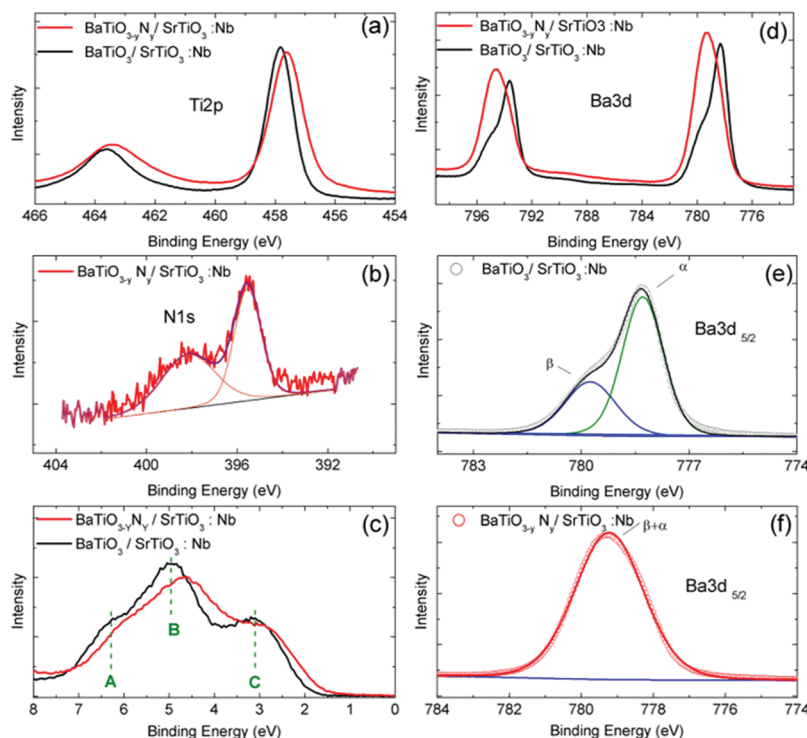 BaTiO3-yNy/ SrTiO3 :Nb
BaTiO3/ SrTiO3 :Nb
(a)
Ti2p
Intensity
466 464 462 460 458 456 454
Binding Energy (eV)
BaTiO3-yNy/ SrTiO3 :Nb
BaTiO3/ SrTiO3 :Nb
(d)
Ba3d
Intensity
796 792 788 784 780 776
Binding Energy (eV)
BaTiO3-y Ny/ SrTiO3 :Nb
(b)
N1s
Intensity
404 400 396 392
Binding Energy (eV)
BaTiO3/ SrTiO3 :Nb
(e)
α
β
Ba3d 5/2
Intensity
783 780 777 774
Binding Energy (eV)
BaTiO3-YNY/ SrTiO3 : Nb
BaTiO3/ SrTiO3 : Nb
(c)
A
B
C
Intensity
8 7 6 5 4 3 2 1 0
Binding Energy (eV)
BaTiO3-y Ny/ SrTiO3 :Nb
(f)
β+α
Ba3d 5/2
Intensity
784 782 780 778 776 774
Binding Energy (eV)